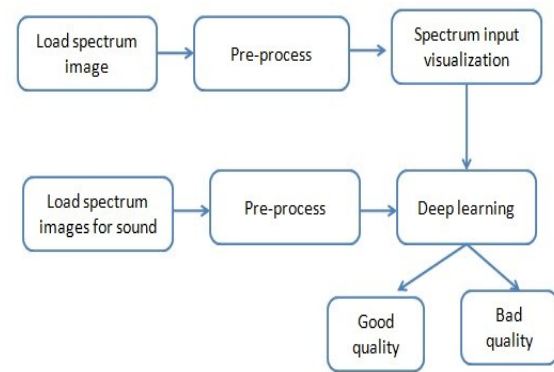 Load spectrum
image
Pre-process
Spectrum input
visualization
Load spectrum
images for sound
Pre-process
Deep learning
Good
quality
Bad
quality